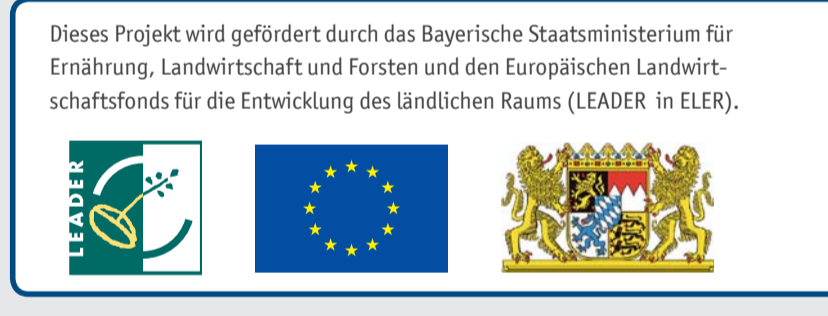 Dieses Projekt wird gefördert durch das Bayerische Staatsministerium für
Ernährung, Landwirtschaft und Forsten und den Europäischen Landwirt-
schaftsfonds für die Entwicklung des ländlichen Raums (LEADER in ELER).
LEADER